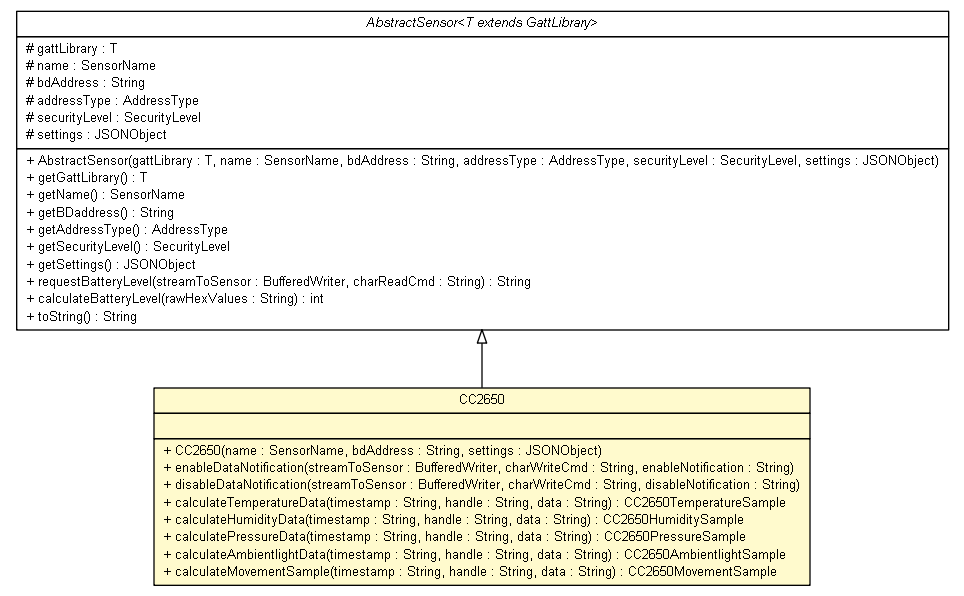 AbstractSensor<T extends GattLibrary>
# gattLibrary : T
# name : SensorName
# bdAddress : String
# addressType : AddressType
# securityLevel : SecurityLevel
# settings : JSONObject
+ AbstractSensor(gattLibrary : T, name : SensorName, bdAddress : String, addressType : AddressType, securityLevel : SecurityLevel, settings : JSONObject)
+ getGattLibrary() : T
+ getName() : SensorName
+ getBDaddress() : String
+ getAddressType() : AddressType
+ getSecurityLevel() : SecurityLevel
+ getSettings() : JSONObject
+ requestBatteryLevel(streamToSensor : BufferedWriter, charReadCmd : String) : String
+ calculateBatteryLevel(rawHexValues : String) : int
+ toString() : String
CC2650
+ CC2650(name : SensorName, bdAddress : String, settings : JSONObject)
+ enableDataNotification(streamToSensor : BufferedWriter, charWriteCmd : String, enableNotification : String)
+ disableDataNotification(streamToSensor : BufferedWriter, charWriteCmd : String, disableNotification : String)
+ calculateTemperatureData(timestamp : String, handle : String, data : String) : CC2650TemperatureSample
+ calculateHumidityData(timestamp : String, handle : String, data : String) : CC2650HumiditySample
+ calculatePressureData(timestamp : String, handle : String, data : String) : CC2650PressureSample
+ calculateAmbientlightData(timestamp : String, handle : String, data : String) : CC2650AmbientlightSample
+ calculateMovementSample(timestamp : String, handle : String, data : String) : CC2650MovementSample